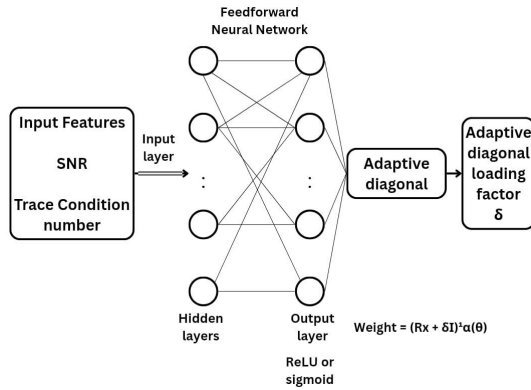 Feedforward
Neural Network
Input Features
SNR
Trace Condition
number
Input
layer
:
:
Adaptive
diagonal
Adaptive
diagonal
loading
factor
δ
Hidden
layers
Output
layer
ReLU or
sigmoid
Weight = (Rx + δI)¹α(θ)